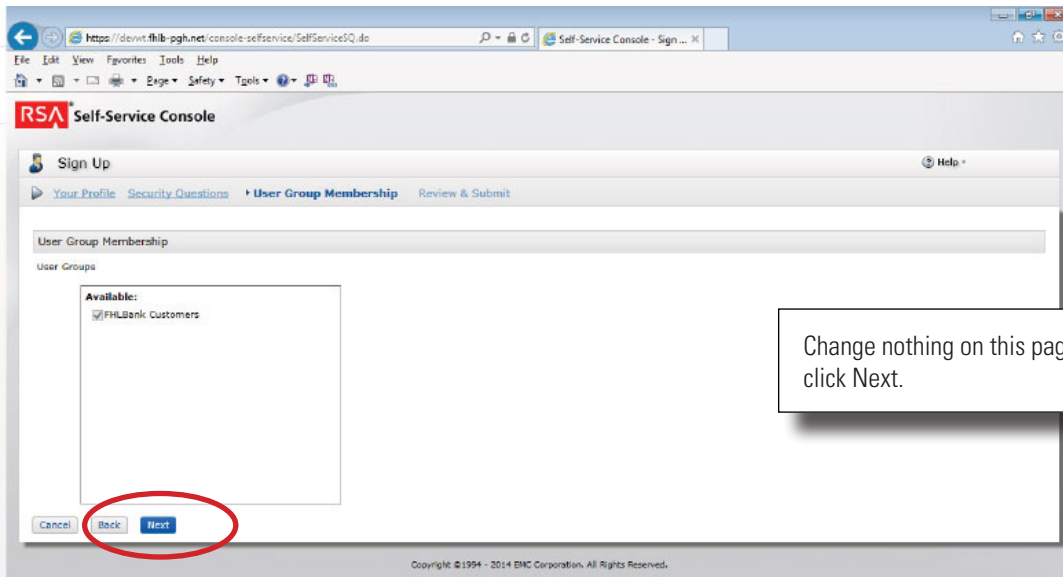 https://devwt.fhlb-pgh.net/console-selfservice/SelfServiceSQ.do
Self-Service Console - Sign ...
File Edit View Favorites Tools Help
Page Safety Tools
RSA Self-Service Console
Sign Up
Help
Your Profile Security Questions User Group Membership Review & Submit
User Group Membership
User Groups
Available:
FHLBank Customers
Change nothing on this pag
click Next.
Cancel Back Next
Copyright ©1994 - 2014 EMC Corporation. All Rights Reserved.